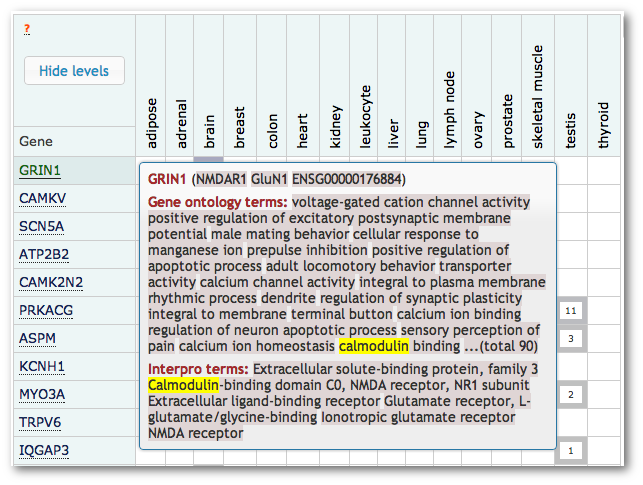 ?
Hide levels
Gene
adipose
adrenal
brain
breast
colon
heart
kidney
leukocyte
liver
lung
lymph node
ovary
prostate
skeletal muscle
testis
thyroid
GRIN1
CAMKV
SCN5A
ATP2B2
CAMK2N2
PRKACG 11
ASPM 3
KCNH1
MYO3A 2
TRPV6
IQGAP3 1
GRIN1 (NMDAR1 GluN1 ENSG00000176884)
Gene ontology terms: voltage-gated cation channel activity
positive regulation of excitatory postsynaptic membrane
potential male mating behavior cellular response to
manganese ion prepulse inhibition positive regulation of
apoptotic process adult locomotory behavior transporter
activity calcium channel activity integral to plasma membrane
rhythmic process dendrite regulation of synaptic plasticity
integral to membrane terminal button calcium ion binding
regulation of neuron apoptotic process sensory perception of
pain calcium ion homeostasis calmodulin binding ...(total 90)
Interpro terms: Extracellular solute-binding protein, family 3
Calmodulin-binding domain C0, NMDA receptor, NR1 subunit
Extracellular ligand-binding receptor Glutamate receptor, L-
glutamate/glycine-binding Ionotropic glutamate receptor
NMDA receptor